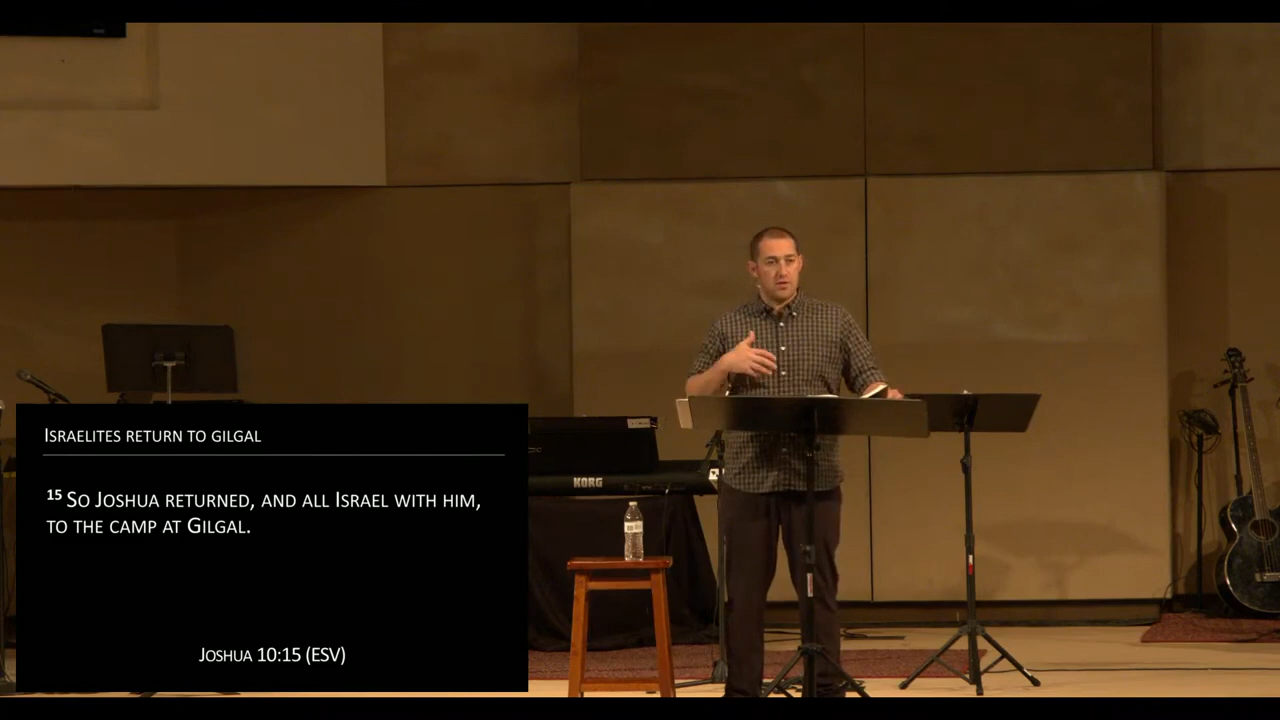 Israelites return to gilgal
15 So Joshua returned, and all Israel with him,
to the camp at Gilgal.
Joshua 10:15 (ESV)
KORG